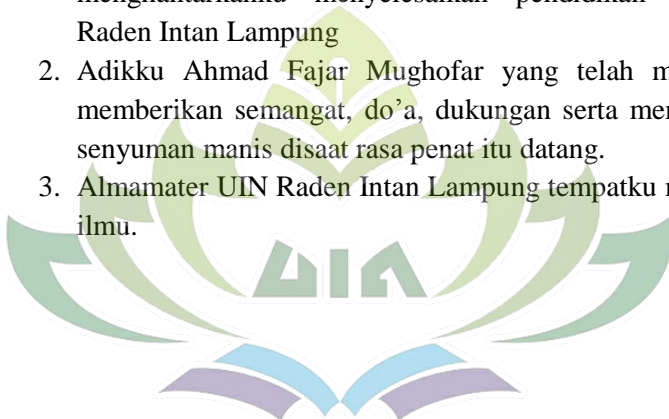 menghantarkanku menyelesaikan pendidikan
Raden Intan Lampung
2. Adikku Ahmad Fajar Mughofar yang telah
memberikan semangat, do’a, dukungan serta
senyuman manis disaat rasa penat itu datang.
3. Almamater UIN Raden Intan Lampung tempatku
ilmu.
UIN